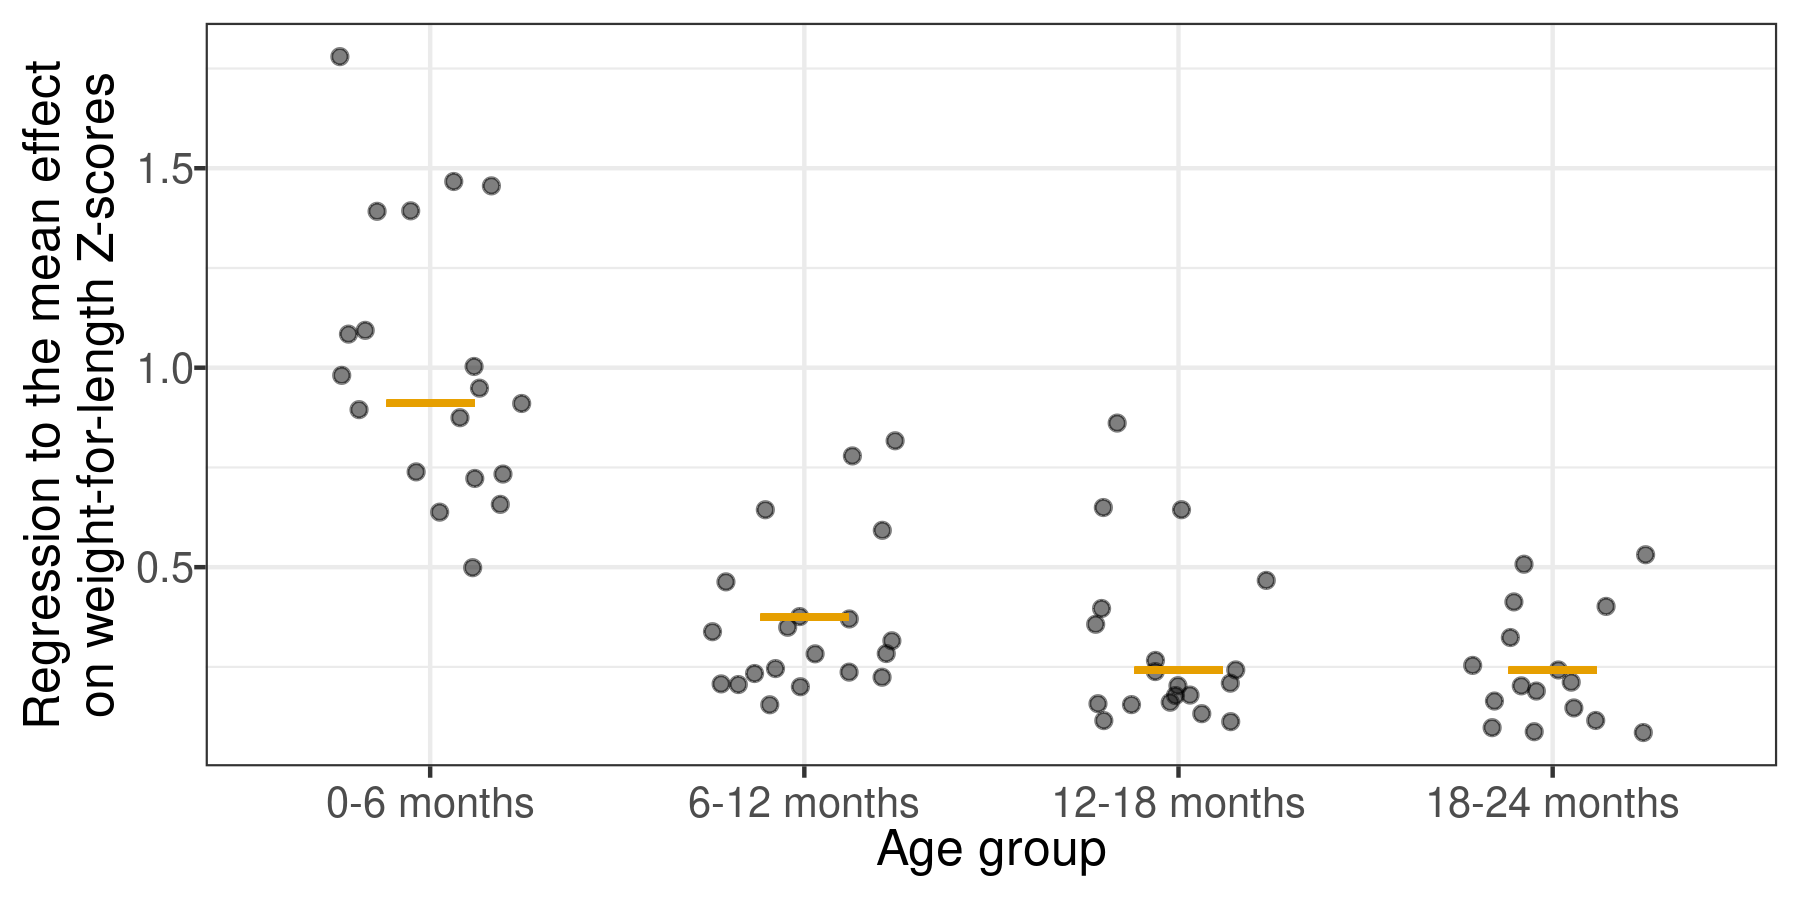 Regression to the mean effect
on weight-for-length Z-scores
1.5
1.0
0.5
0-6 months
6-12 months
12-18 months
18-24 months
Age group